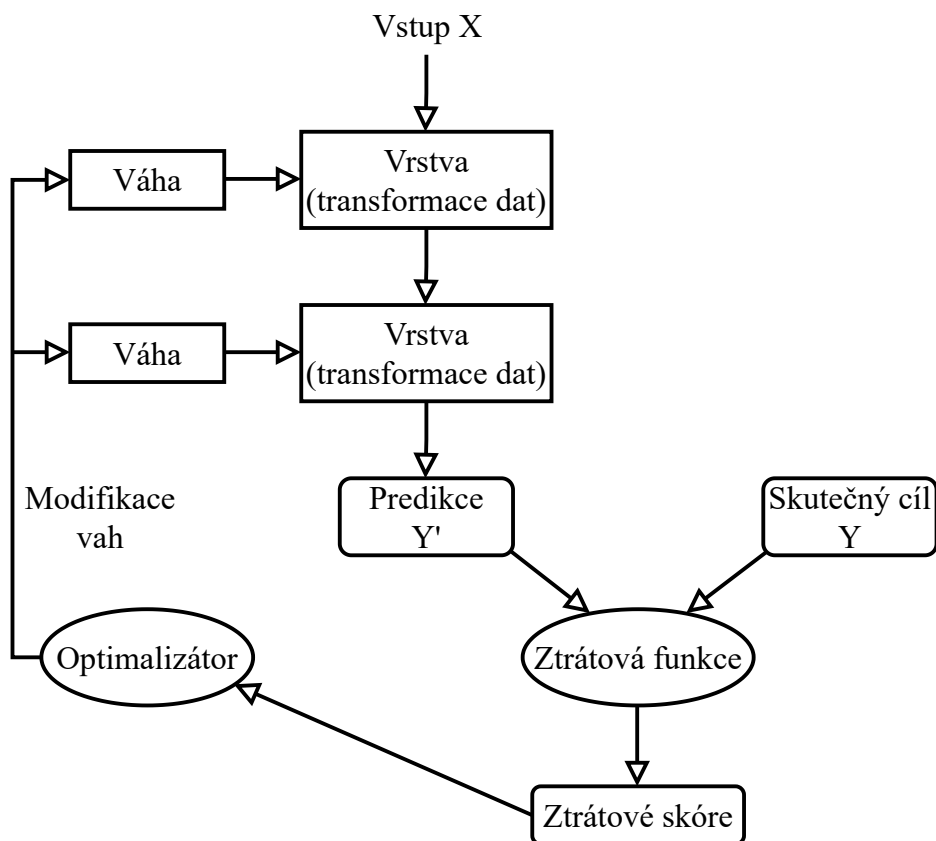 Vstup X
Váha
Vrstva
(transformace dat)
Váha
Vrstva
(transformace dat)
Modifikace
vah
Predikce
Y'
Skutečný cíl
Y
Optimalizátor
Ztrátová funkce
Ztrátové skóre